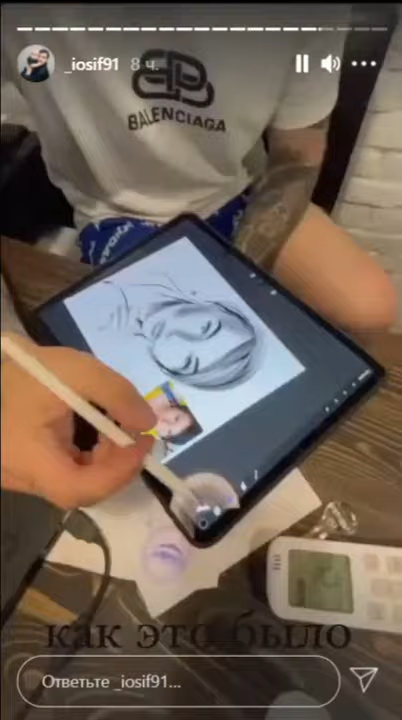 _iosif91 8 ч.
BALENCIAGA
как это было
Ответьте _iosif91...